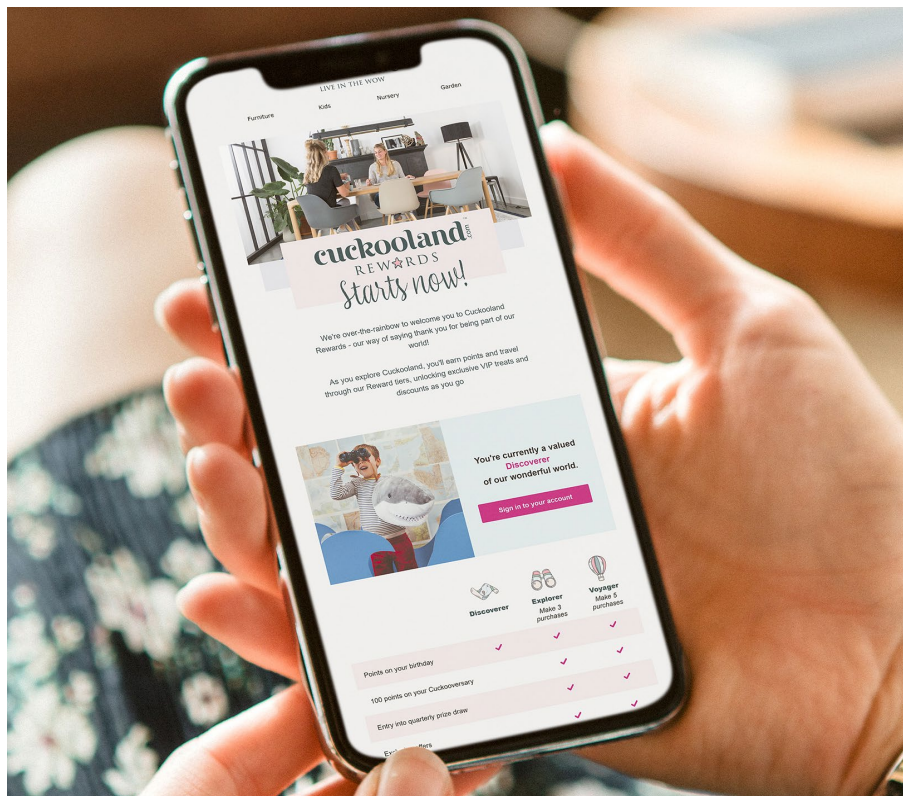 LIVE IN THE WOW
Furniture Kids Nursery Garden
cuckooland.com
REWARDS
Starts now!
We're over-the-rainbow to welcome you to Cuckooland
Rewards - our way of saying thank you for being part of our
world!
As you explore Cuckooland, you'll earn points and travel
through our Reward tiers, unlocking exclusive VIP treats and
discounts as you go
You're currently a valued
Discoverer
of our wonderful world.
Sign in to your account
Discoverer Explorer Voyager
Make 3 Make 5
purchases purchases
Points on your birthday
100 points on your Cuckooversary
Entry into quarterly prize draw